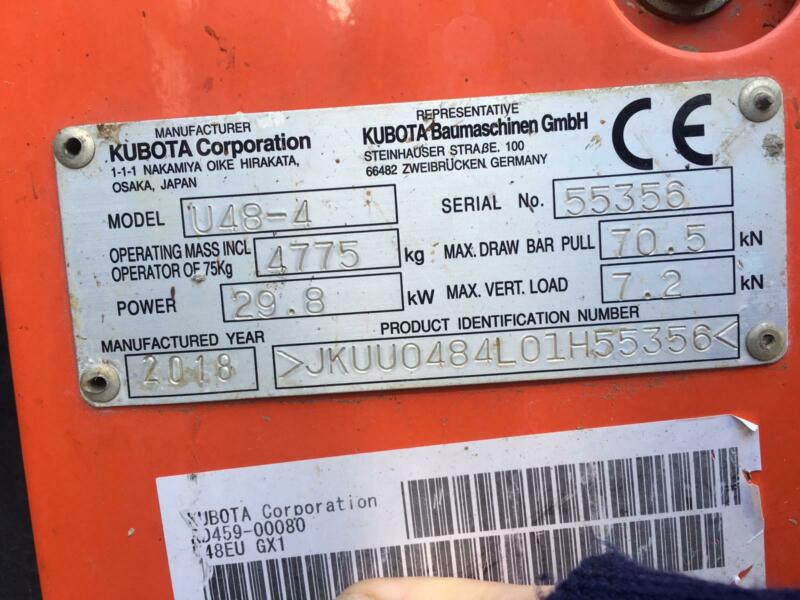 MANUFACTURER
KUBOTA Corporation
1-1-1 NAKAMIYA OIKE HIRAKATA,
OSAKA, JAPAN
REPRESENTATIVE
KUBOTA Baumaschinen GmbH
STEINHAUSER STRAßE. 100
66482 ZWEIBRÜCKEN, GERMANY
CE
MODEL U48-4
SERIAL No. 55356
OPERATING MASS INCL
OPERATOR OF 75Kg 4775 kg
MAX. DRAW BAR PULL 70.5 kN
POWER 29.8 kW
MAX. VERT. LOAD 7.2 kN
MANUFACTURED YEAR
2018
PRODUCT IDENTIFICATION NUMBER
>JKUU0484L01H55356<
KUBOTA Corporation
RD459-00080
U48EU GX1